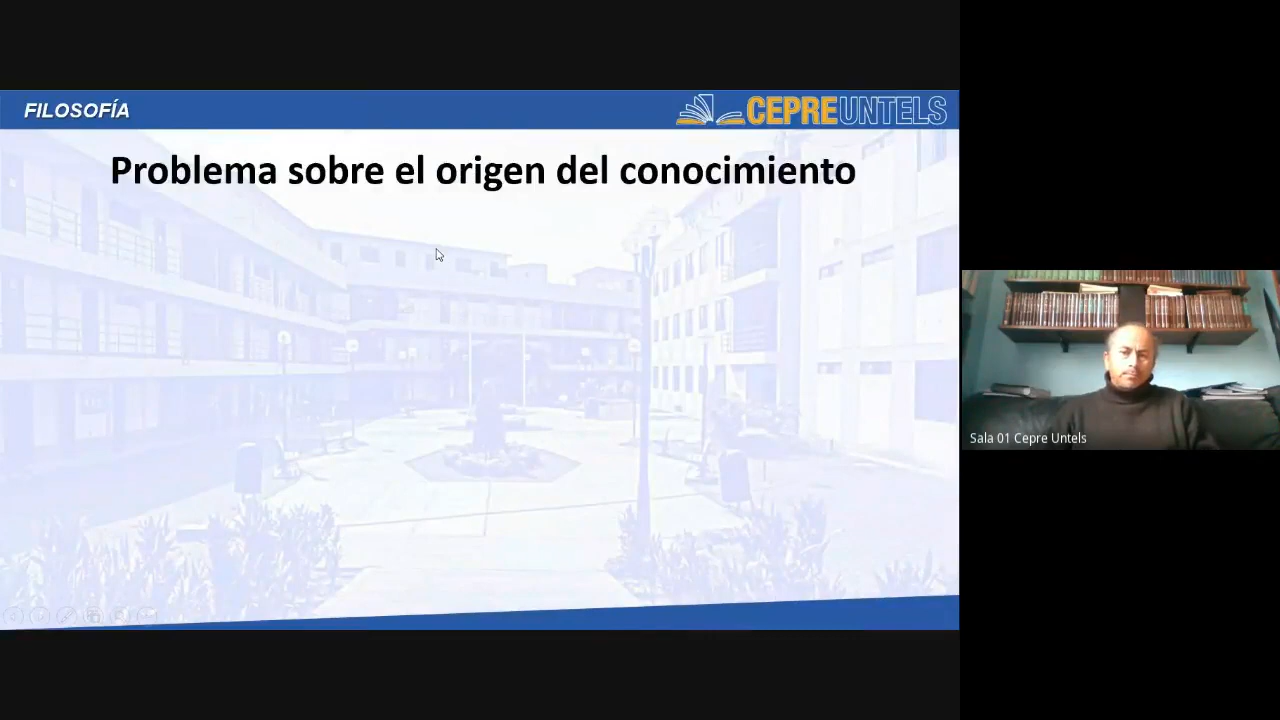 FILOSOFÍA
CEPREUNTELS
Problema sobre el origen del conocimiento
Sala 01 Cepre Untels